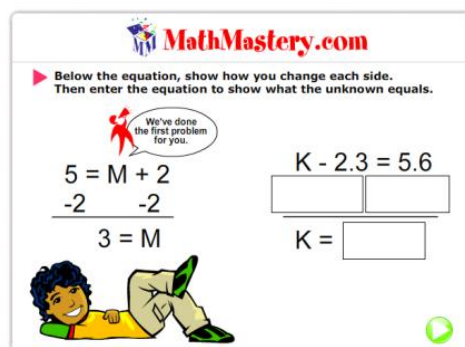 MM MathMastery.com
Below the equation, show how you change each side.
Then enter the equation to show what the unknown equals.
We've done
the first problem
for you.
5 = M + 2
-2 -2
3 = M
K - 2.3 = 5.6
K =